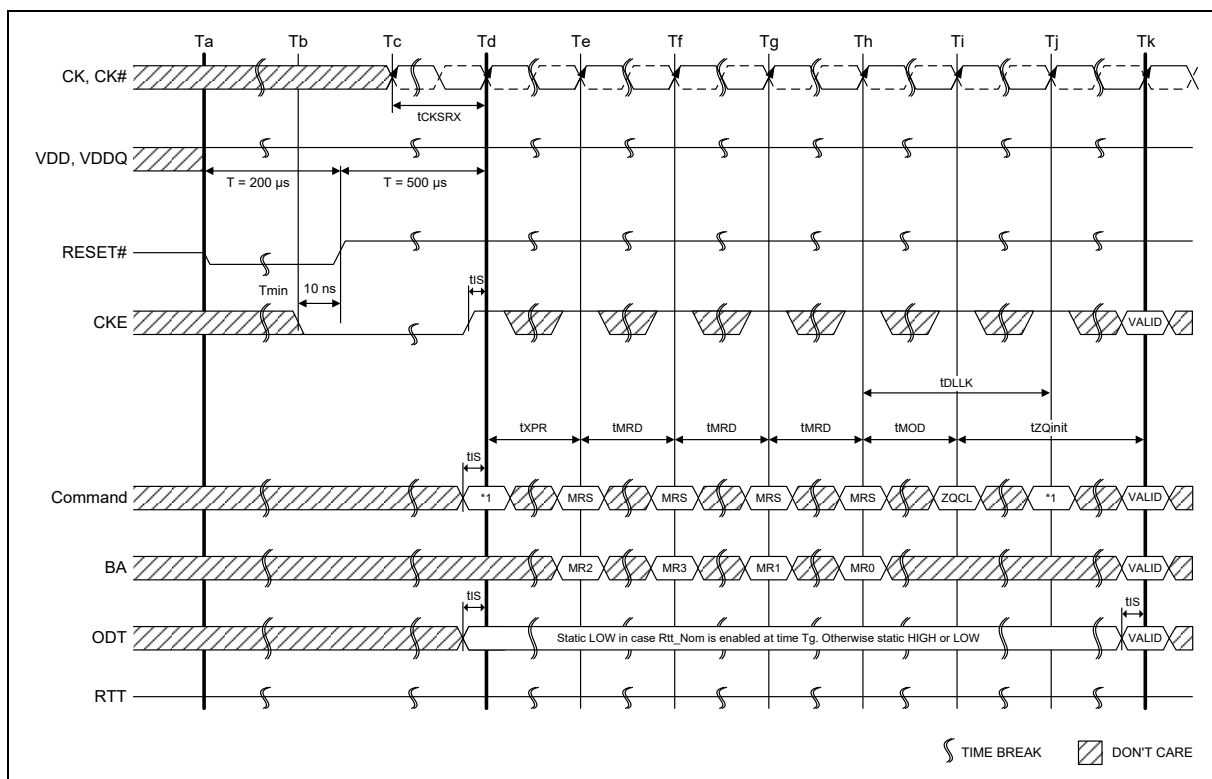 Ta Tb Tc Td Te Tf Tg Th Ti Tj Tk
CK, CK#
tCKSRX
VDD, VDDQ
T = 200 µs T = 500 µs
RESET#
Tmin 10 ns tIS
CKE VALID
tDLLK
tXPR tMRD tMRD tMRD tMOD tZQinit
tIS
Command *1 MRS MRS MRS MRS ZQCL *1 VALID
BA MR2 MR3 MR1 MR0 VALID
tIS tIS
ODT Static LOW in case Rtt_Nom is enabled at time Tg. Otherwise static HIGH or LOW VALID
RTT
TIME BREAK DON'T CARE